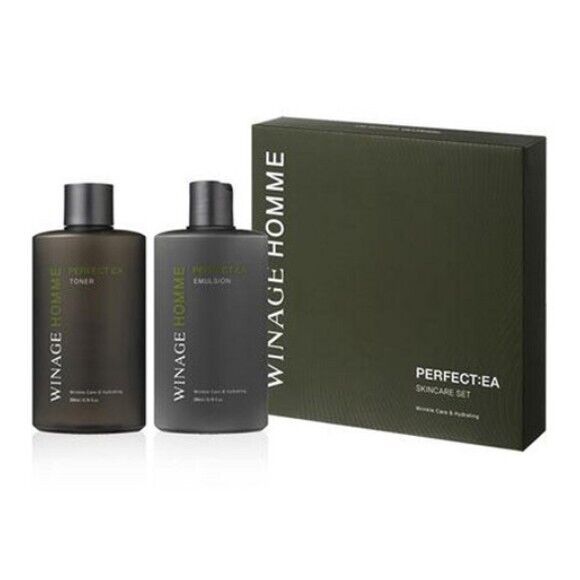 WINAGE HOMME
PERFECT:EA
TONER
Wrinkle Care & Hydrating
WINAGE HOMME
PERFECT:EA
EMULSION
Wrinkle Care & Hydrating
WINAGE HOMME
PERFECT:EA
SKINCARE SET
Wrinkle Care & Hydrating